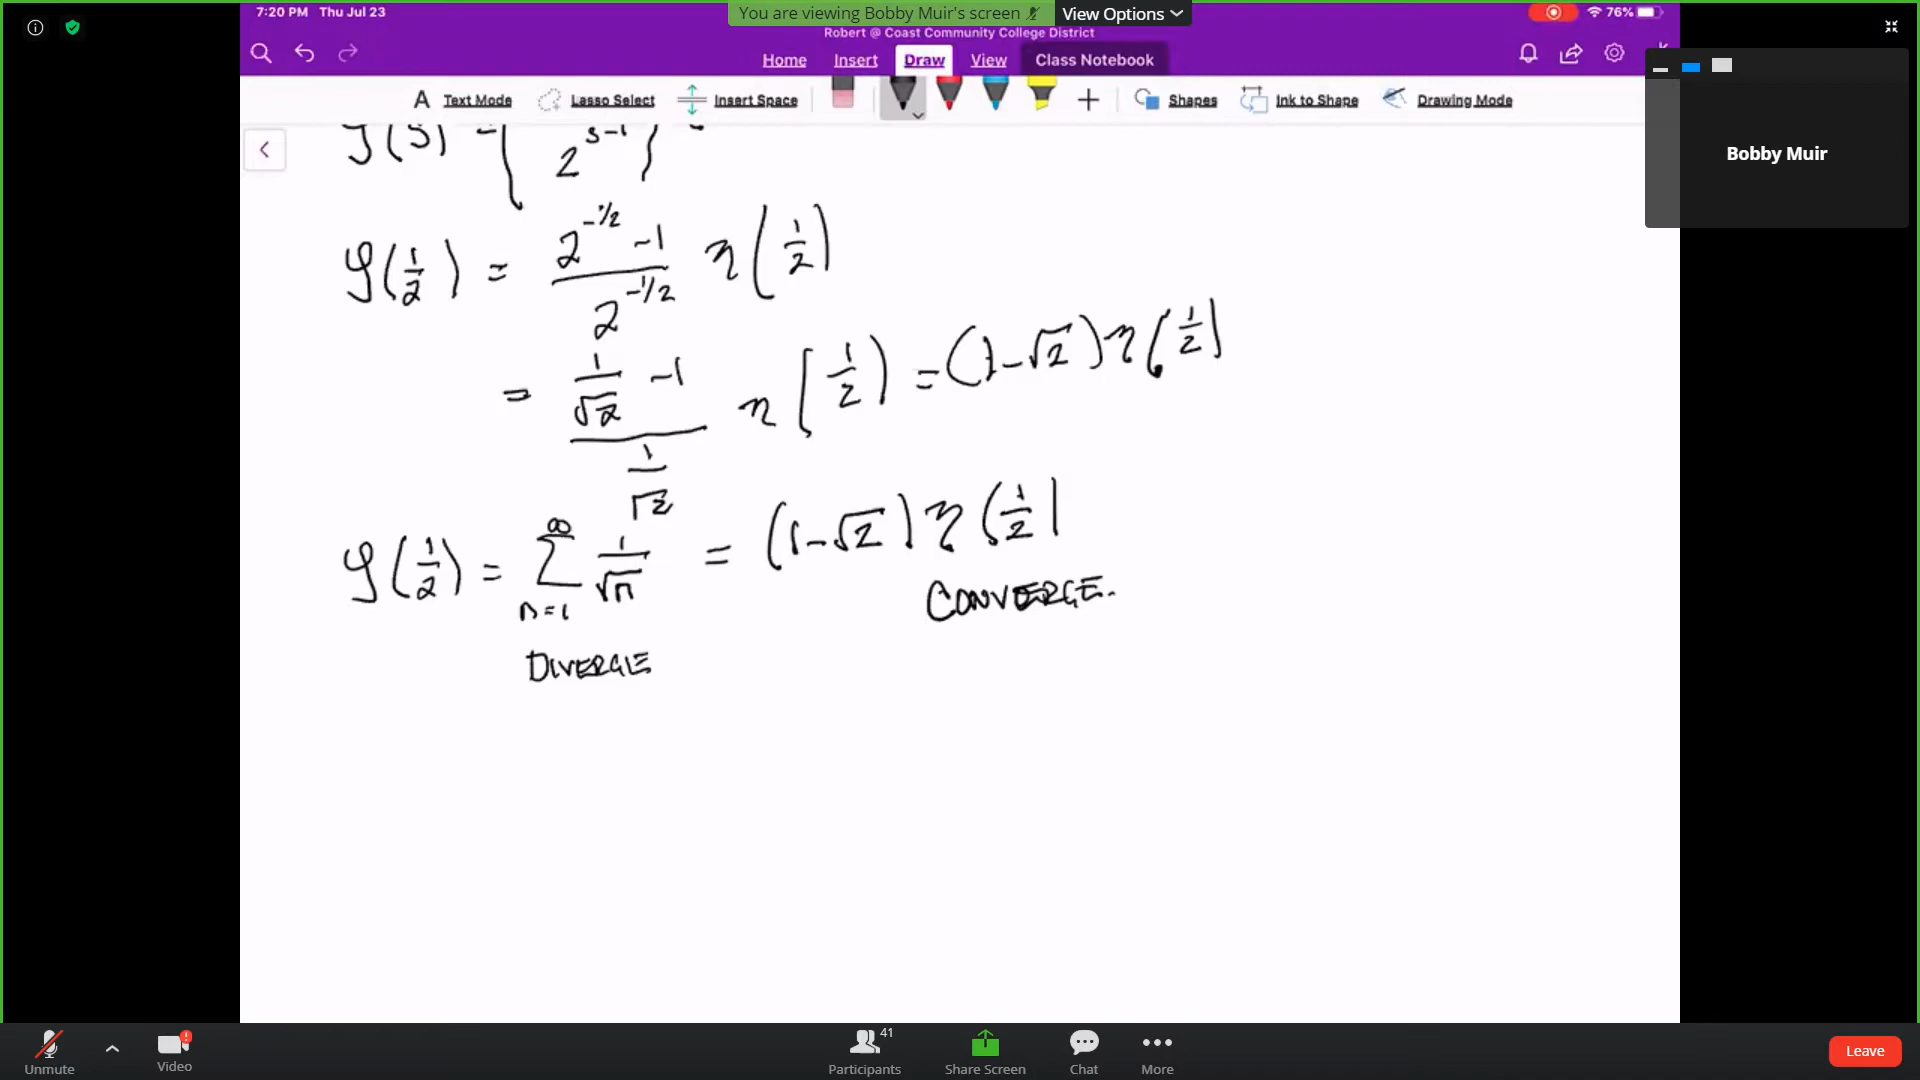 7:20 PM Thu Jul 23
You are viewing Bobby Muir's screen
View Options
Robert @ Coast Community College District
76%
Home Insert Draw View Class Notebook
A Text Mode Lasso Select Insert Space Shapes Ink to Shape Drawing Mode
Bobby Muir
2^{s-1}
ζ(1/2) = (2^{-1/2} - 1)/(2^{-1/2}) η(1/2)
= (1/√2 - 1)/(1/√2) η(1/2) = (1-√2) η(1/2)
ζ(1/2) = ∑_{n=1}^{∞} 1/√n = (1-√2) η(1/2)
CONVERGE.
DIVERGE
Unmute Video Participants 41 Share Screen Chat More Leave